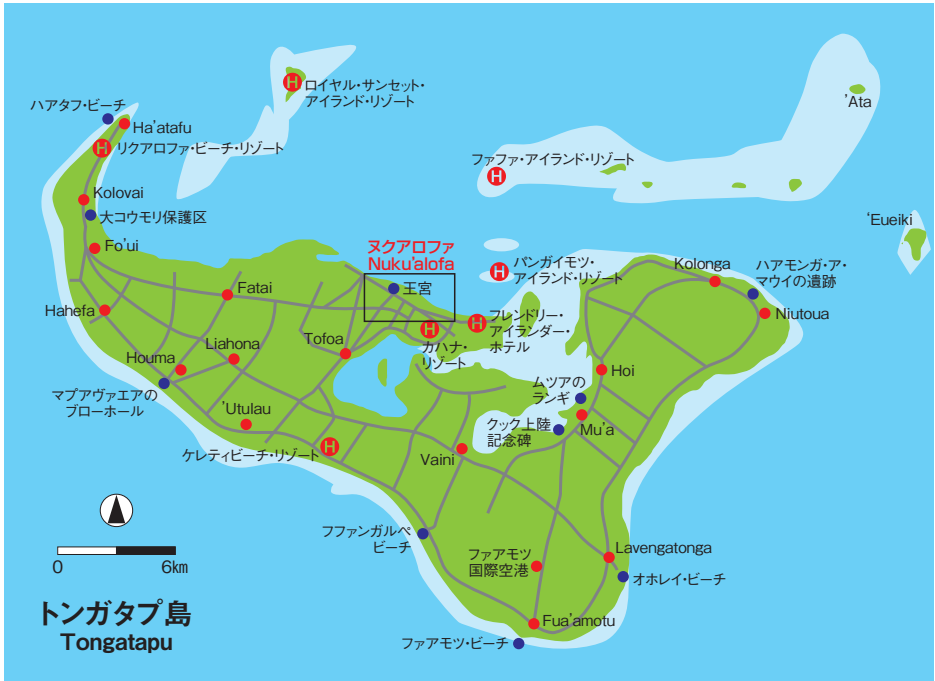 ロイヤル・サンセット・
アイランド・リゾート
'Ata
ハアタフ・ビーチ
Ha'atafu
リクアロファ・ビーチ・リゾート
ファファ・アイランド・リゾート
Kolovai
大コウモリ保護区
'Eueiki
Fo'ui
ヌクアロファ
Nuku'alofa
王宮
パンガイモツ・
アイランド・リゾート
Kolonga
ハアモンガ・ア・
マウイの遺跡
Niutoua
Fatai
Hahefa
フレンドリー・
アイランダー・
ホテル
カハナ・
リゾート
Tofoa
Liahona
Houma
マプアヴァエアの
ブローホール
Hoi
ムツアの
ランギ
Mu'a
クック上陸
記念碑
'Utulau
ケレティビーチ・リゾート
Vaini
フファンガルペ
ビーチ
ファアモツ
国際空港
Lavengatonga
オホレイ・ビーチ
Fua'amotu
ファアモツ・ビーチ
0 6km
トンガタプ島
Tongatapu
H
H
H
H
H
H
H